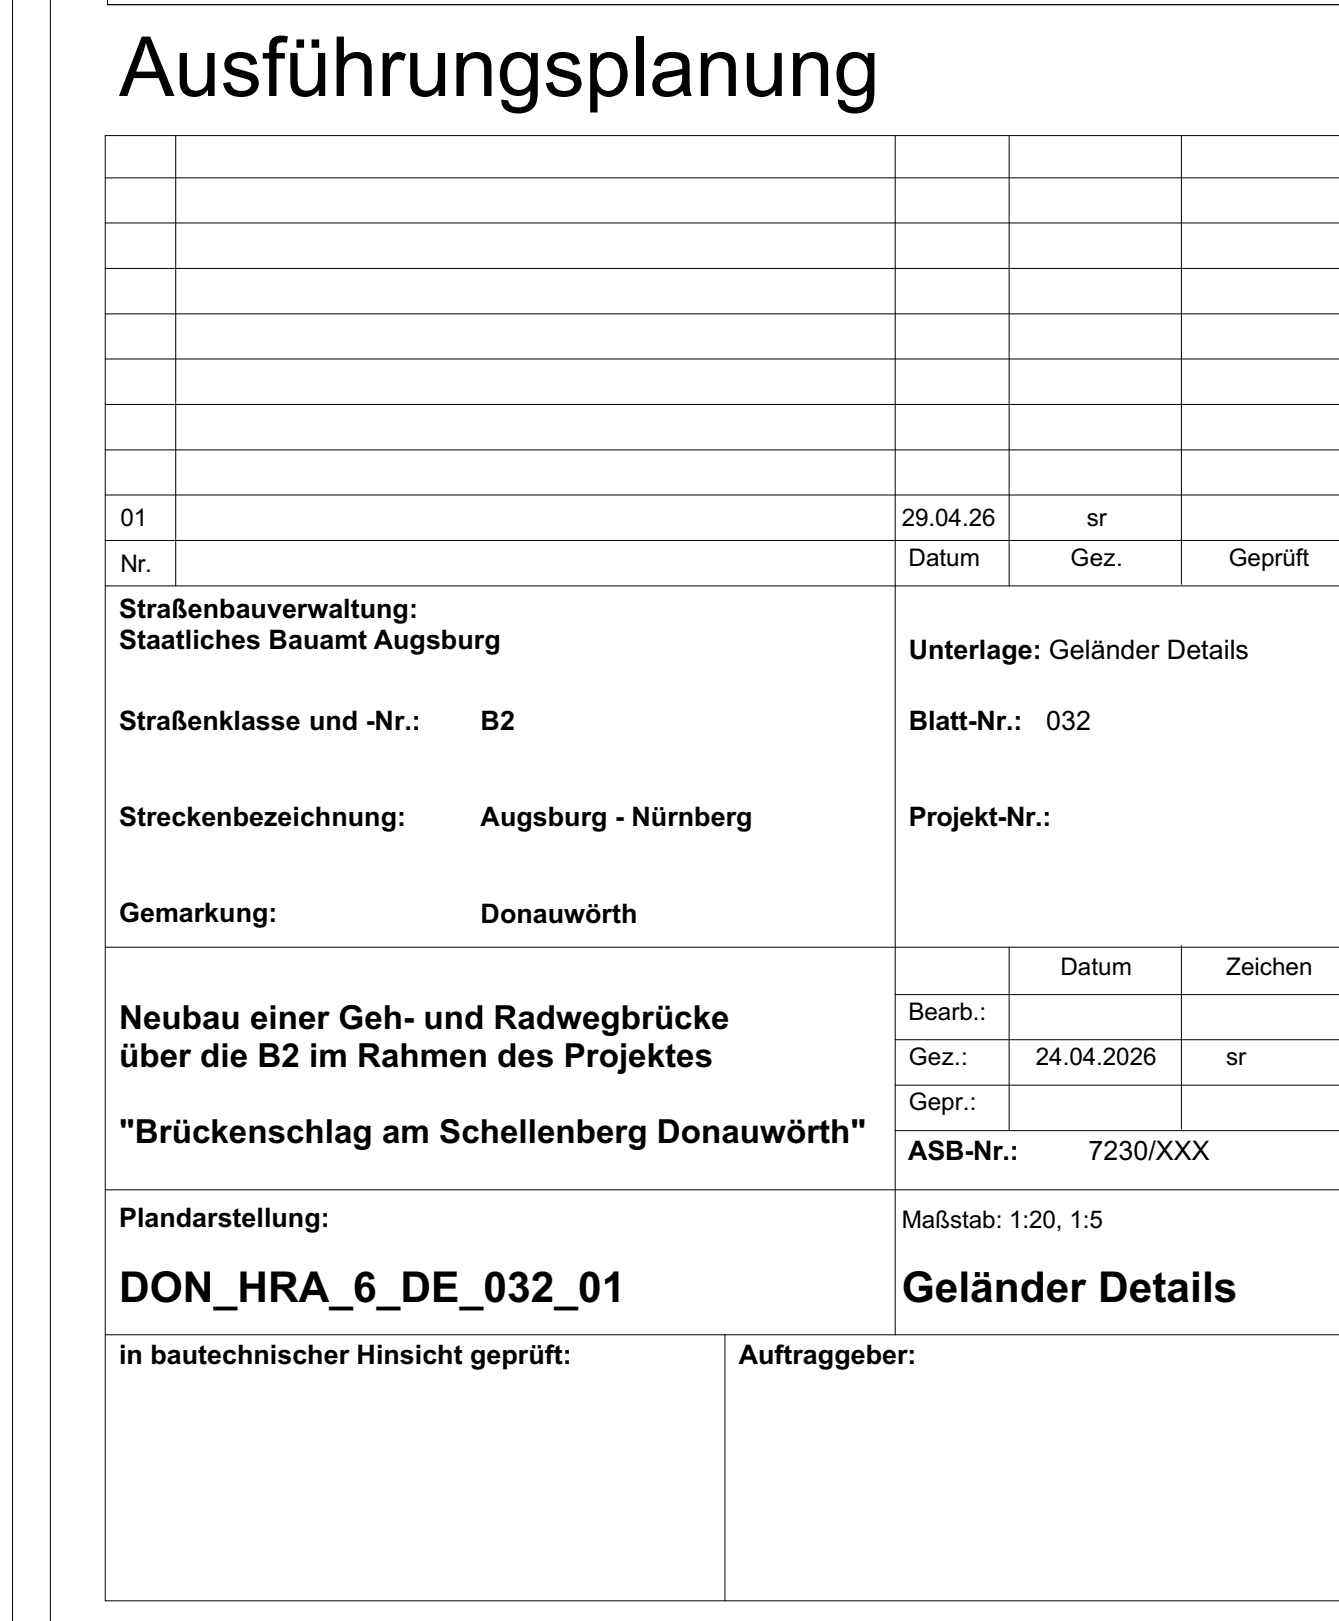 Ausführungsplanung
01 29.04.26 sr
Nr. Datum Gez. Geprüft
Straßenbauverwaltung:
Staatliches Bauamt Augsburg
Unterlage: Geländer Details
Straßenklasse und -Nr.: B2 Blatt-Nr.: 032
Streckenbezeichnung: Augsburg - Nürnberg Projekt-Nr.:
Gemarkung: Donauwörth
Datum Zeichen
Neubau einer Geh- und Radwegbrücke
über die B2 im Rahmen des Projektes
"Brückenschlag am Schellenberg Donauwörth"
Bearb.:
Gez.: 24.04.2026 sr
Gepr.:
ASB-Nr.: 7230/XXX
Plandarstellung:
DON_HRA_6_DE_032_01
Maßstab: 1:20, 1:5
Geländer Details
in bautechnischer Hinsicht geprüft: Auftraggeber: